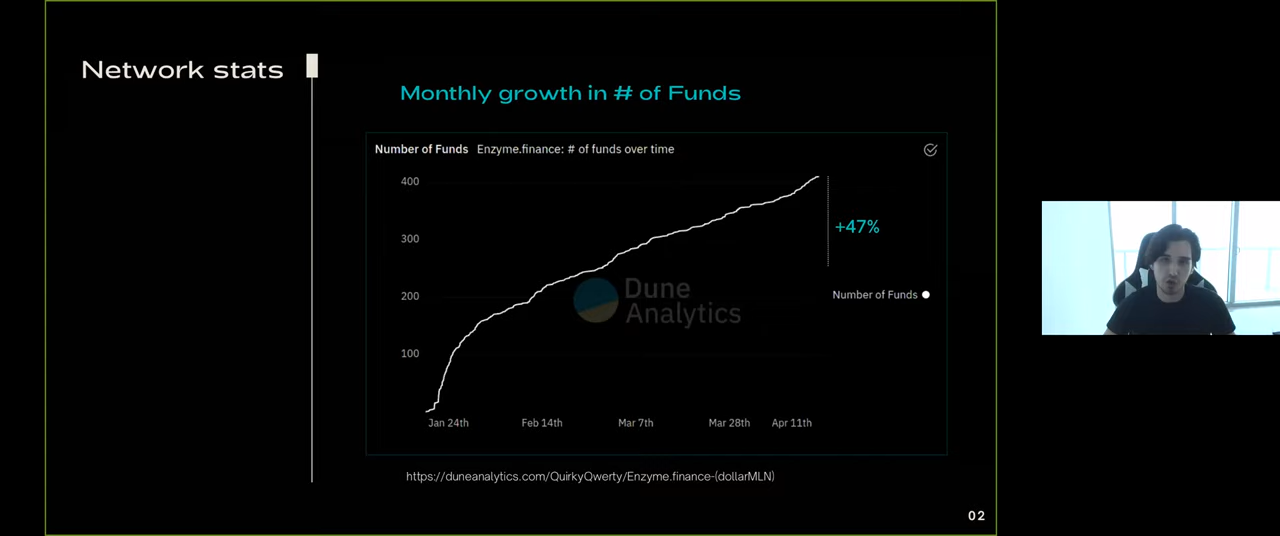 Network stats
Monthly growth in # of Funds
Number of Funds Enzyme.finance: # of funds over time
400
300
200
100
+47%
Number of Funds
Dune
Analytics
Jan 24th Feb 14th Mar 7th Mar 28th Apr 11th
https://duneanalytics.com/QuirkyQwerty/Enzyme.finance-(dollarMLN)
02